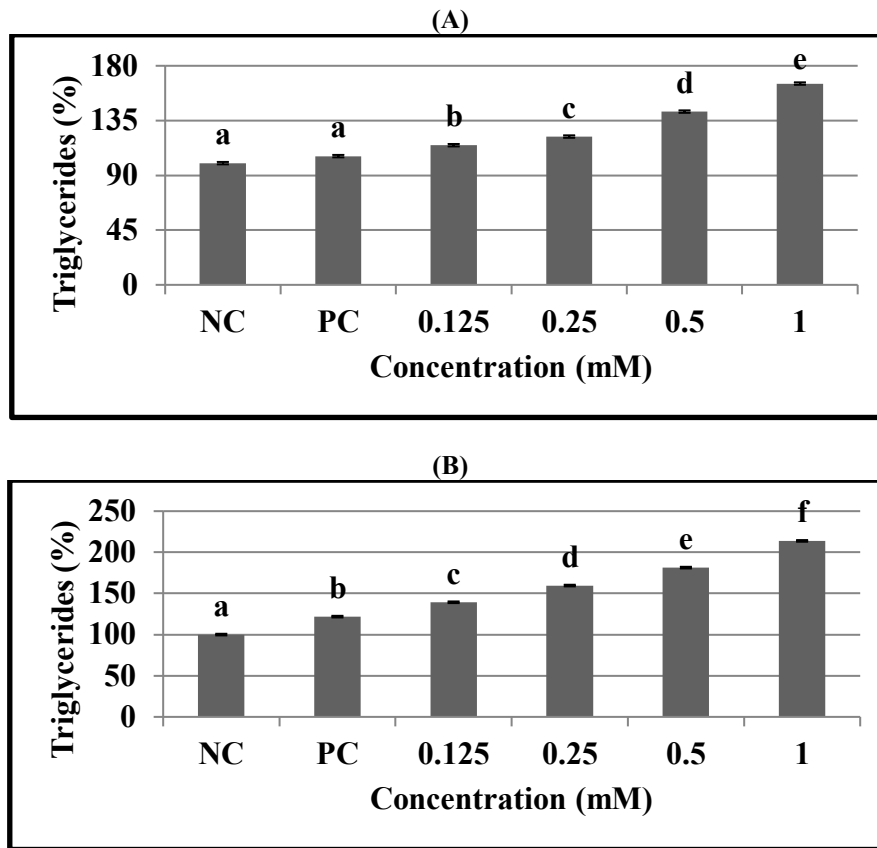 (A)
Triglycerides (%)
180
135
90
45
0
a
a
b
c
d
e
NC PC 0.125 0.25 0.5 1
Concentration (mM)
(B)
Triglycerides (%)
250
200
150
100
50
0
a
b
c
d
e
f
NC PC 0.125 0.25 0.5 1
Concentration (mM)